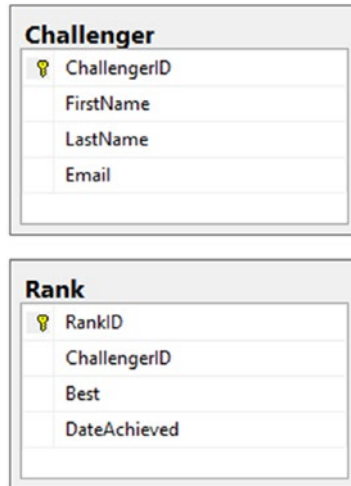 Challenger
ChallengerID
FirstName
LastName
Email
Rank
RankID
ChallengerID
Best
DateAchieved